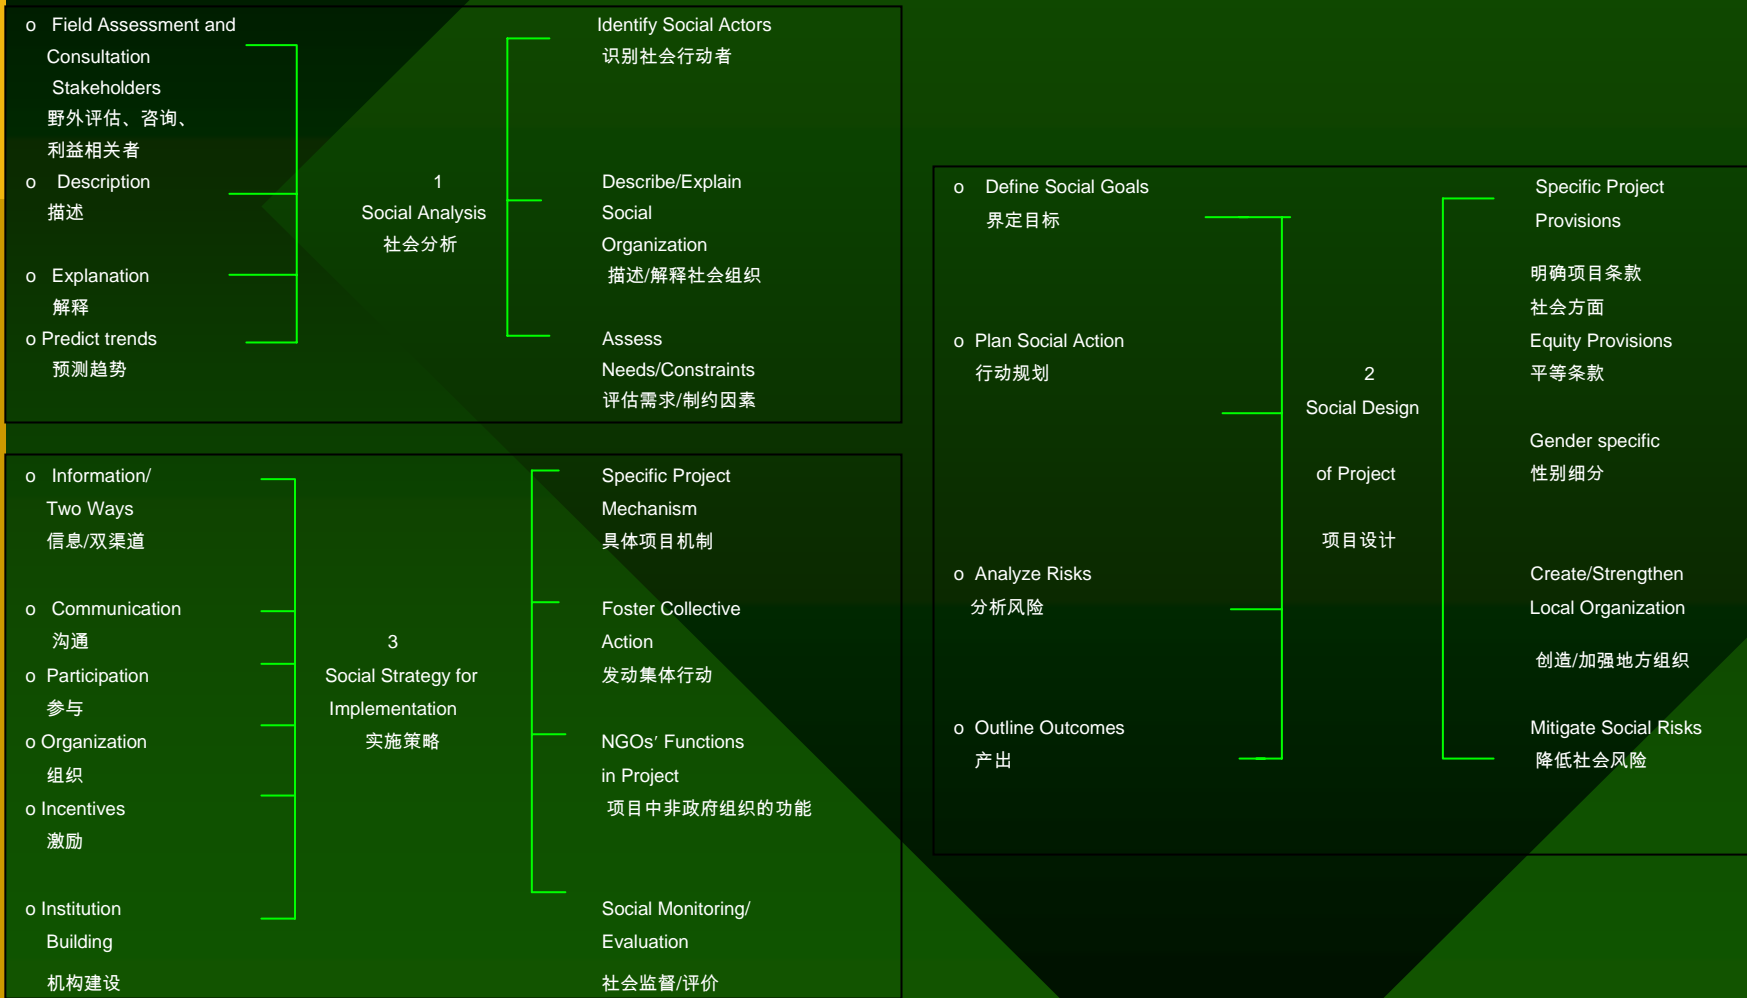 o Field Assessment and
Consultation
Stakeholders
野外评估、咨询、
利益相关者
o Description
描述
o Explanation
解释
o Predict trends
预测趋势
1
Social Analysis
社会分析
Identify Social Actors
识别社会行动者
Describe/Explain
Social
Organization
描述/解释社会组织
Assess
Needs/Constraints
评估需求/制约因素
o Define Social Goals
界定目标
o Plan Social Action
行动规划
o Analyze Risks
分析风险
o Outline Outcomes
产出
2
Social Design
of Project
项目设计
Specific Project
Provisions
明确项目条款
社会方面
Equity Provisions
平等条款
Gender specific
性别细分
Create/Strengthen
Local Organization
创造/加强地方组织
Mitigate Social Risks
降低社会风险
o Information/
Two Ways
信息/双渠道
o Communication
沟通
o Participation
参与
o Organization
组织
o Incentives
激励
o Institution
Building
机构建设
3
Social Strategy for
Implementation
实施策略
Specific Project
Mechanism
具体项目机制
Foster Collective
Action
发动集体行动
NGOs' Functions
in Project
项目中非政府组织的功能
Social Monitoring/
Evaluation
社会监督/评价